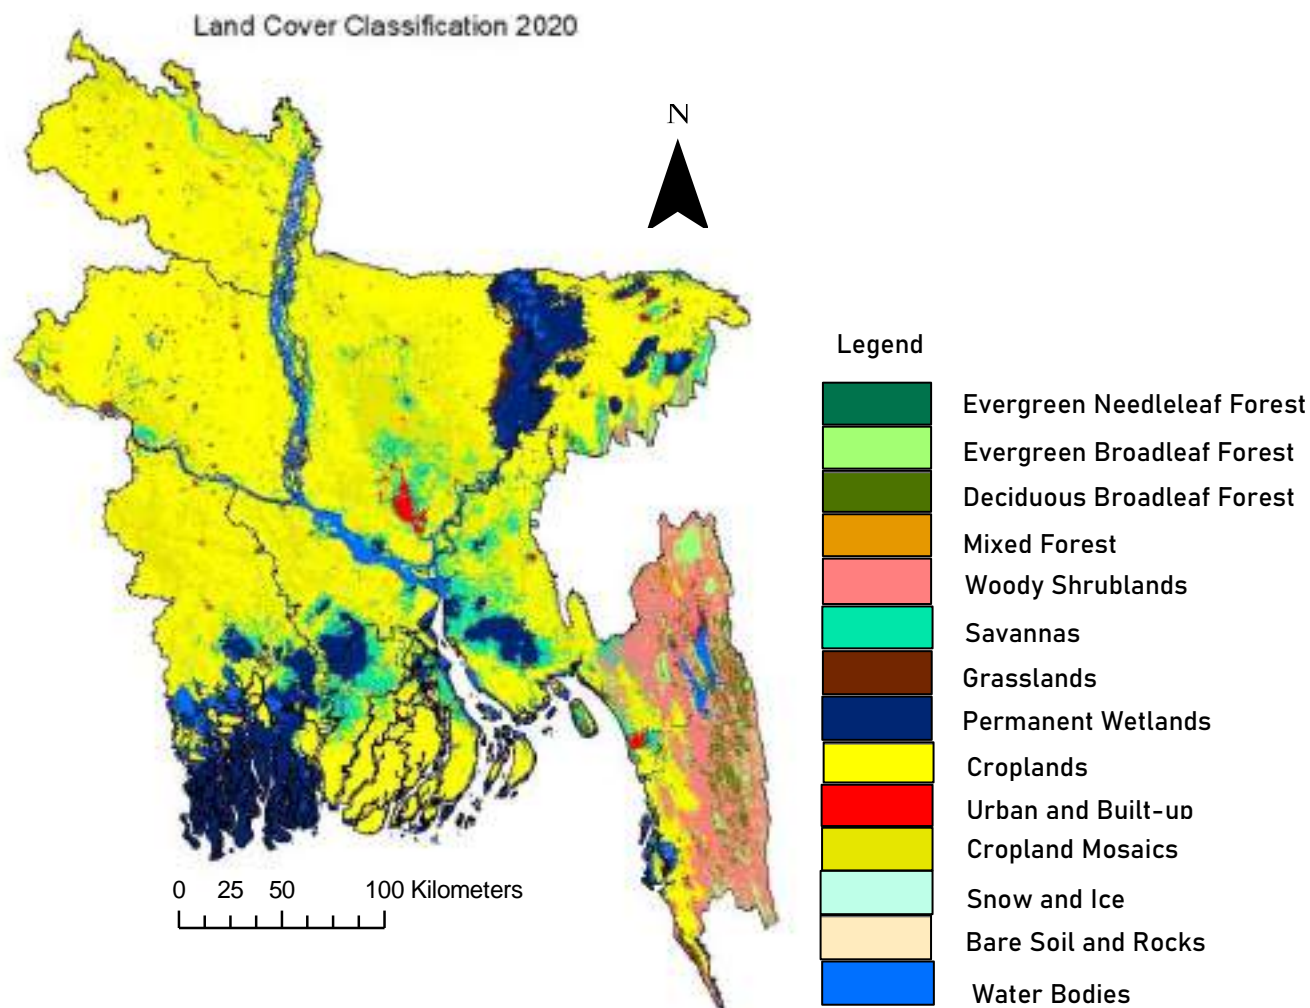 Land Cover Classification 2020
N
Legend
Evergreen Needleleaf Forest
Evergreen Broadleaf Forest
Deciduous Broadleaf Forest
Mixed Forest
Woody Shrublands
Savannas
Grasslands
Permanent Wetlands
Croplands
Urban and Built-up
Cropland Mosaics
Snow and Ice
Bare Soil and Rocks
Water Bodies
0 25 50 100 Kilometers